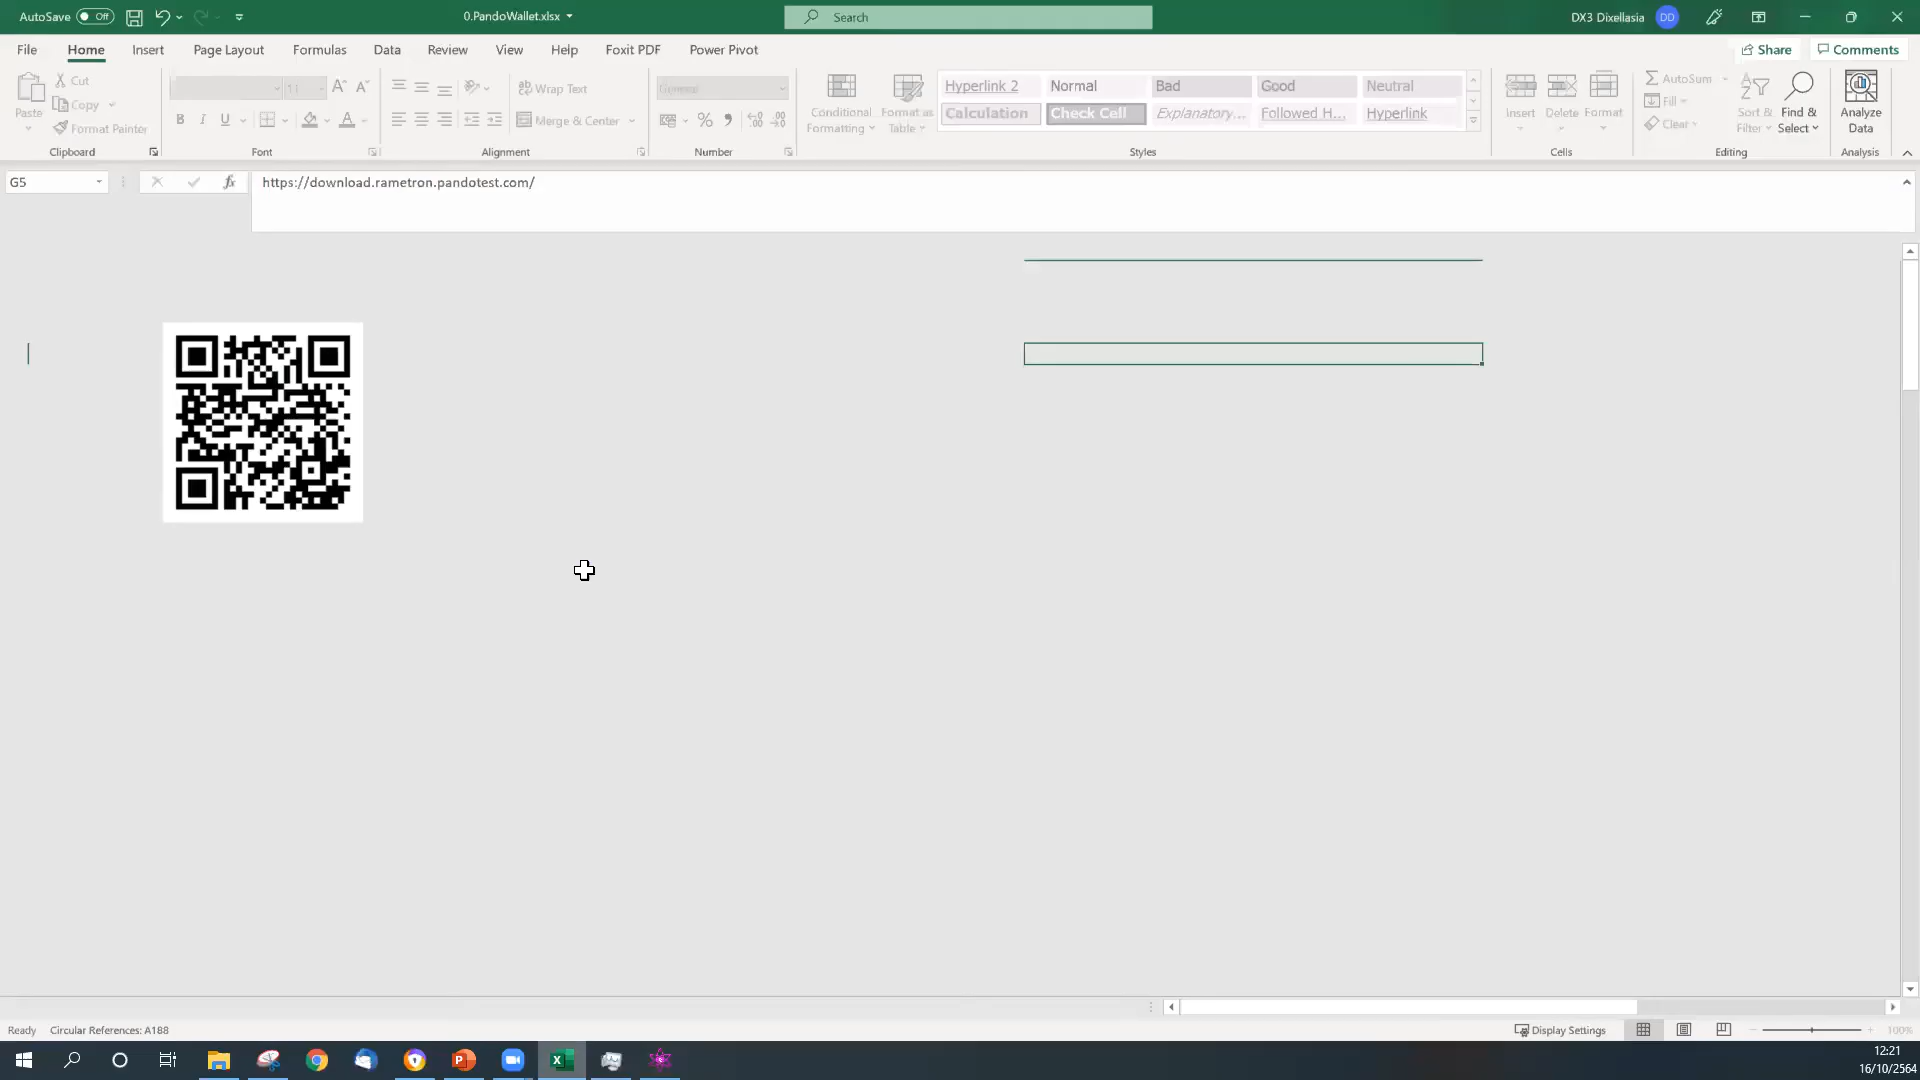 AutoSave Off 0.PandoWallet.xlsx Search DX3 Dixellasia DD
File Home Insert Page Layout Formulas Data Review View Help Foxit PDF Power Pivot Share Comments
Paste Cut Copy Format Painter
Clipboard
11 A A
B I U A
Font
Wrap Text
Merge & Center
Alignment
General
%
Number
Conditional Formatting Format as Table
Hyperlink 2 Normal Bad Good Neutral
Calculation Check Cell Explanatory... Followed H... Hyperlink
Styles
Insert Delete Format
Cells
AutoSum Fill Clear
Sort & Filter Find & Select
Editing
Analyze Data
Analysis
G5 fx https://download.rametron.pandotest.com/
Ready Circular References: A188 Display Settings 100%
12:21
16/10/2564